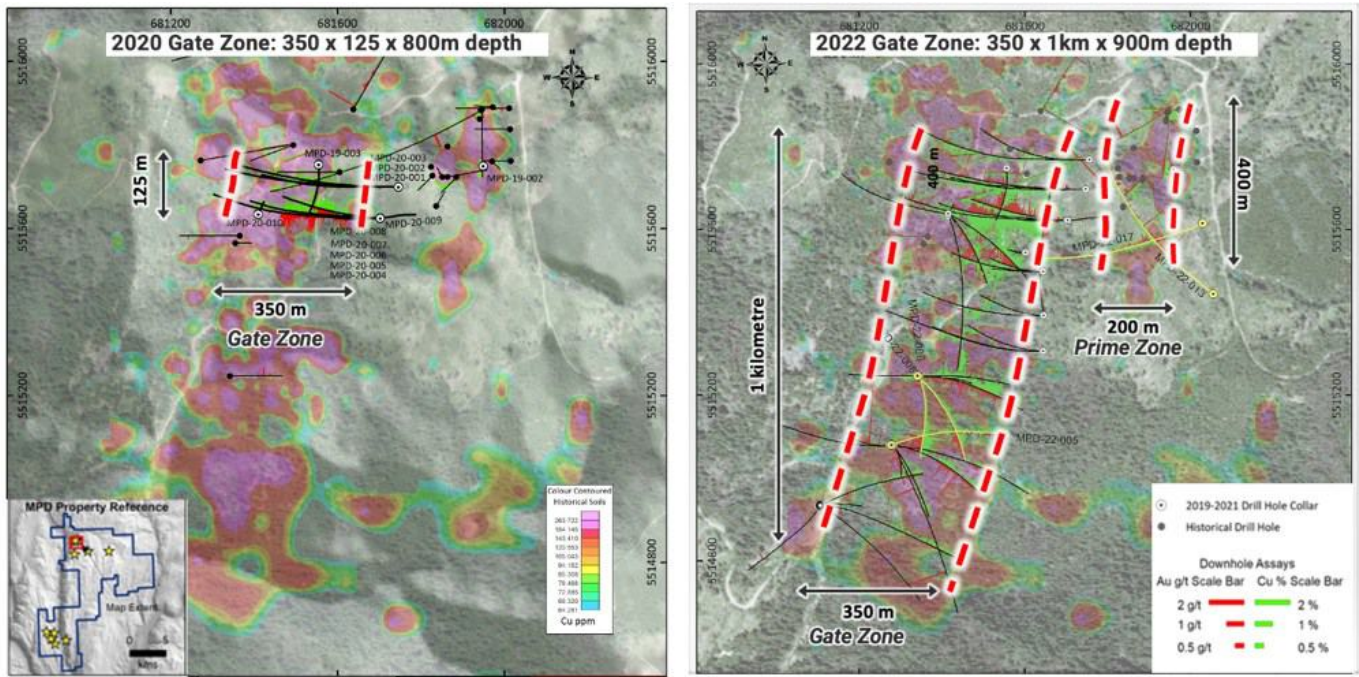 681200
681600
682000
2020 Gate Zone: 350 x 125 x 800m depth
N
W
E
S
5516000
125 m
MPD-19-003
MPD-20-003
MPD-20-002
MPD-20-001
MPD-19-002
MPD-20-010
MPD-20-009
MPD-20-008
MPD-20-007
MPD-20-006
MPD-20-005
MPD-20-004
5515600
350 m
Gate Zone
5515200
5514800
MPD Property Reference
Map Extent
0 5
kms
Colour Contoured
Historical Soils
Cu ppm
681200
681600
682000
2022 Gate Zone: 350 x 1km x 900m depth
N
W
E
S
5516000
400 m
400 m
5515600
MPD-22-013
200 m
Prime Zone
1 kilometre
5515200
MPD-22-005
5514800
350 m
Gate Zone
2019-2021 Drill Hole Collar
Historical Drill Hole
Downhole Assays
Au g/t Scale Bar Cu % Scale Bar
2 g/t 2 %
1 g/t 1 %
0.5 g/t 0.5 %